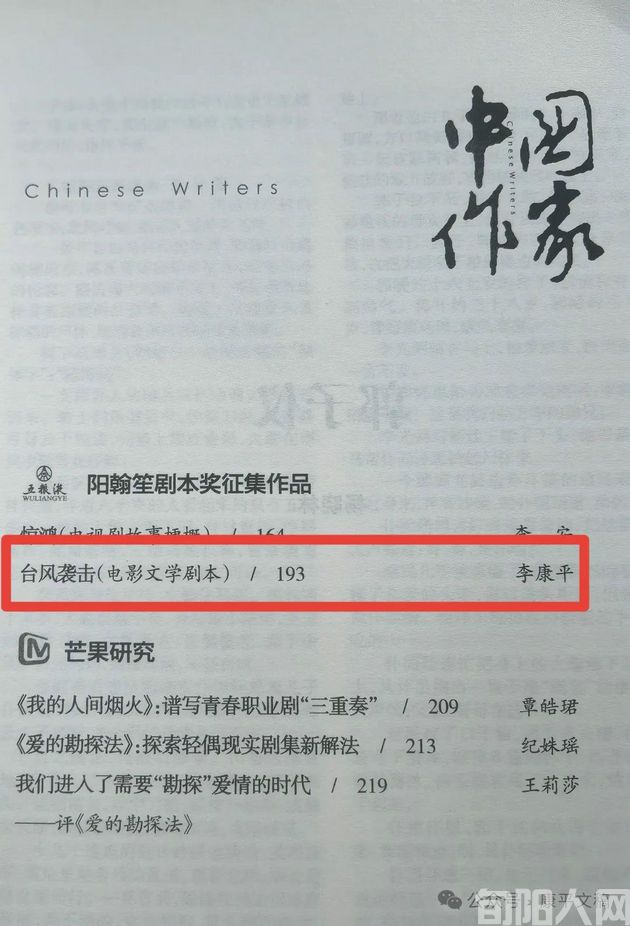 Chinese Writers
中国作家
Chinese Writers
五粮液
WULIANGYE
阳翰笙剧本奖征集作品
惊鸿(电视剧故事梗概) / 164 李 安
台风袭击(电影文学剧本) / 193 李康平
芒果研究
《我的人间烟火》:谱写青春职业剧“三重奏” / 209 覃皓珺
《爱的勘探法》:探索轻偶现实剧集新解法 / 213 纪姝瑶
我们进入了需要“勘探”爱情的时代 / 219 王莉莎
——评《爱的勘探法》
公众号·康平文稿
旬阳人网